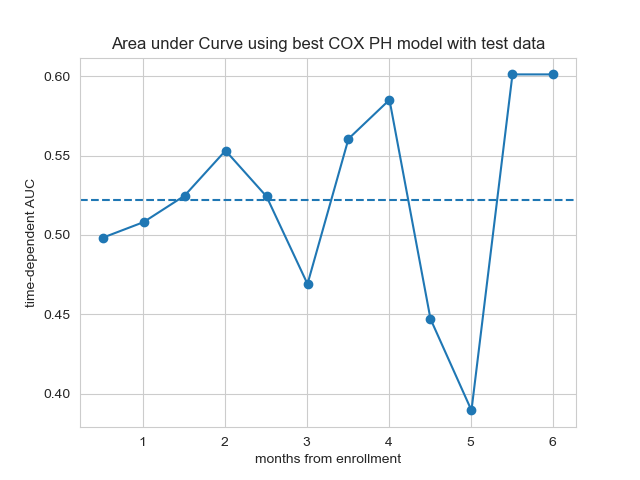 Area under Curve using best COX PH model with test data
0.60
0.55
0.50
0.45
0.40
time-dependent AUC
1 2 3 4 5 6
months from enrollment